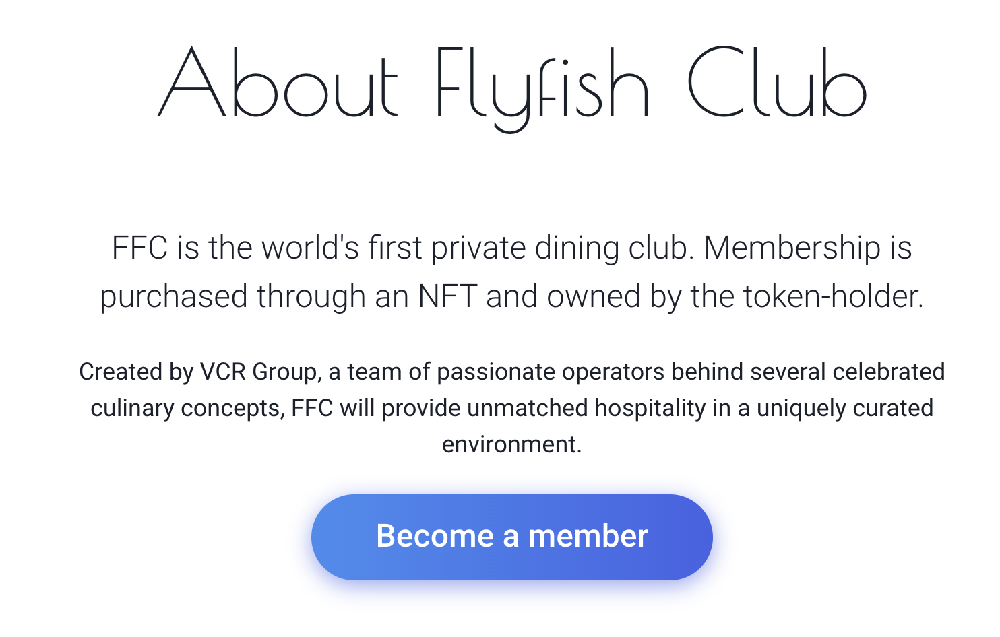 About Flyfish Club
FFC is the world's first private dining club. Membership is
purchased through an NFT and owned by the token-holder.
Created by VCR Group, a team of passionate operators behind several celebrated
culinary concepts, FFC will provide unmatched hospitality in a uniquely curated
environment.
Become a member